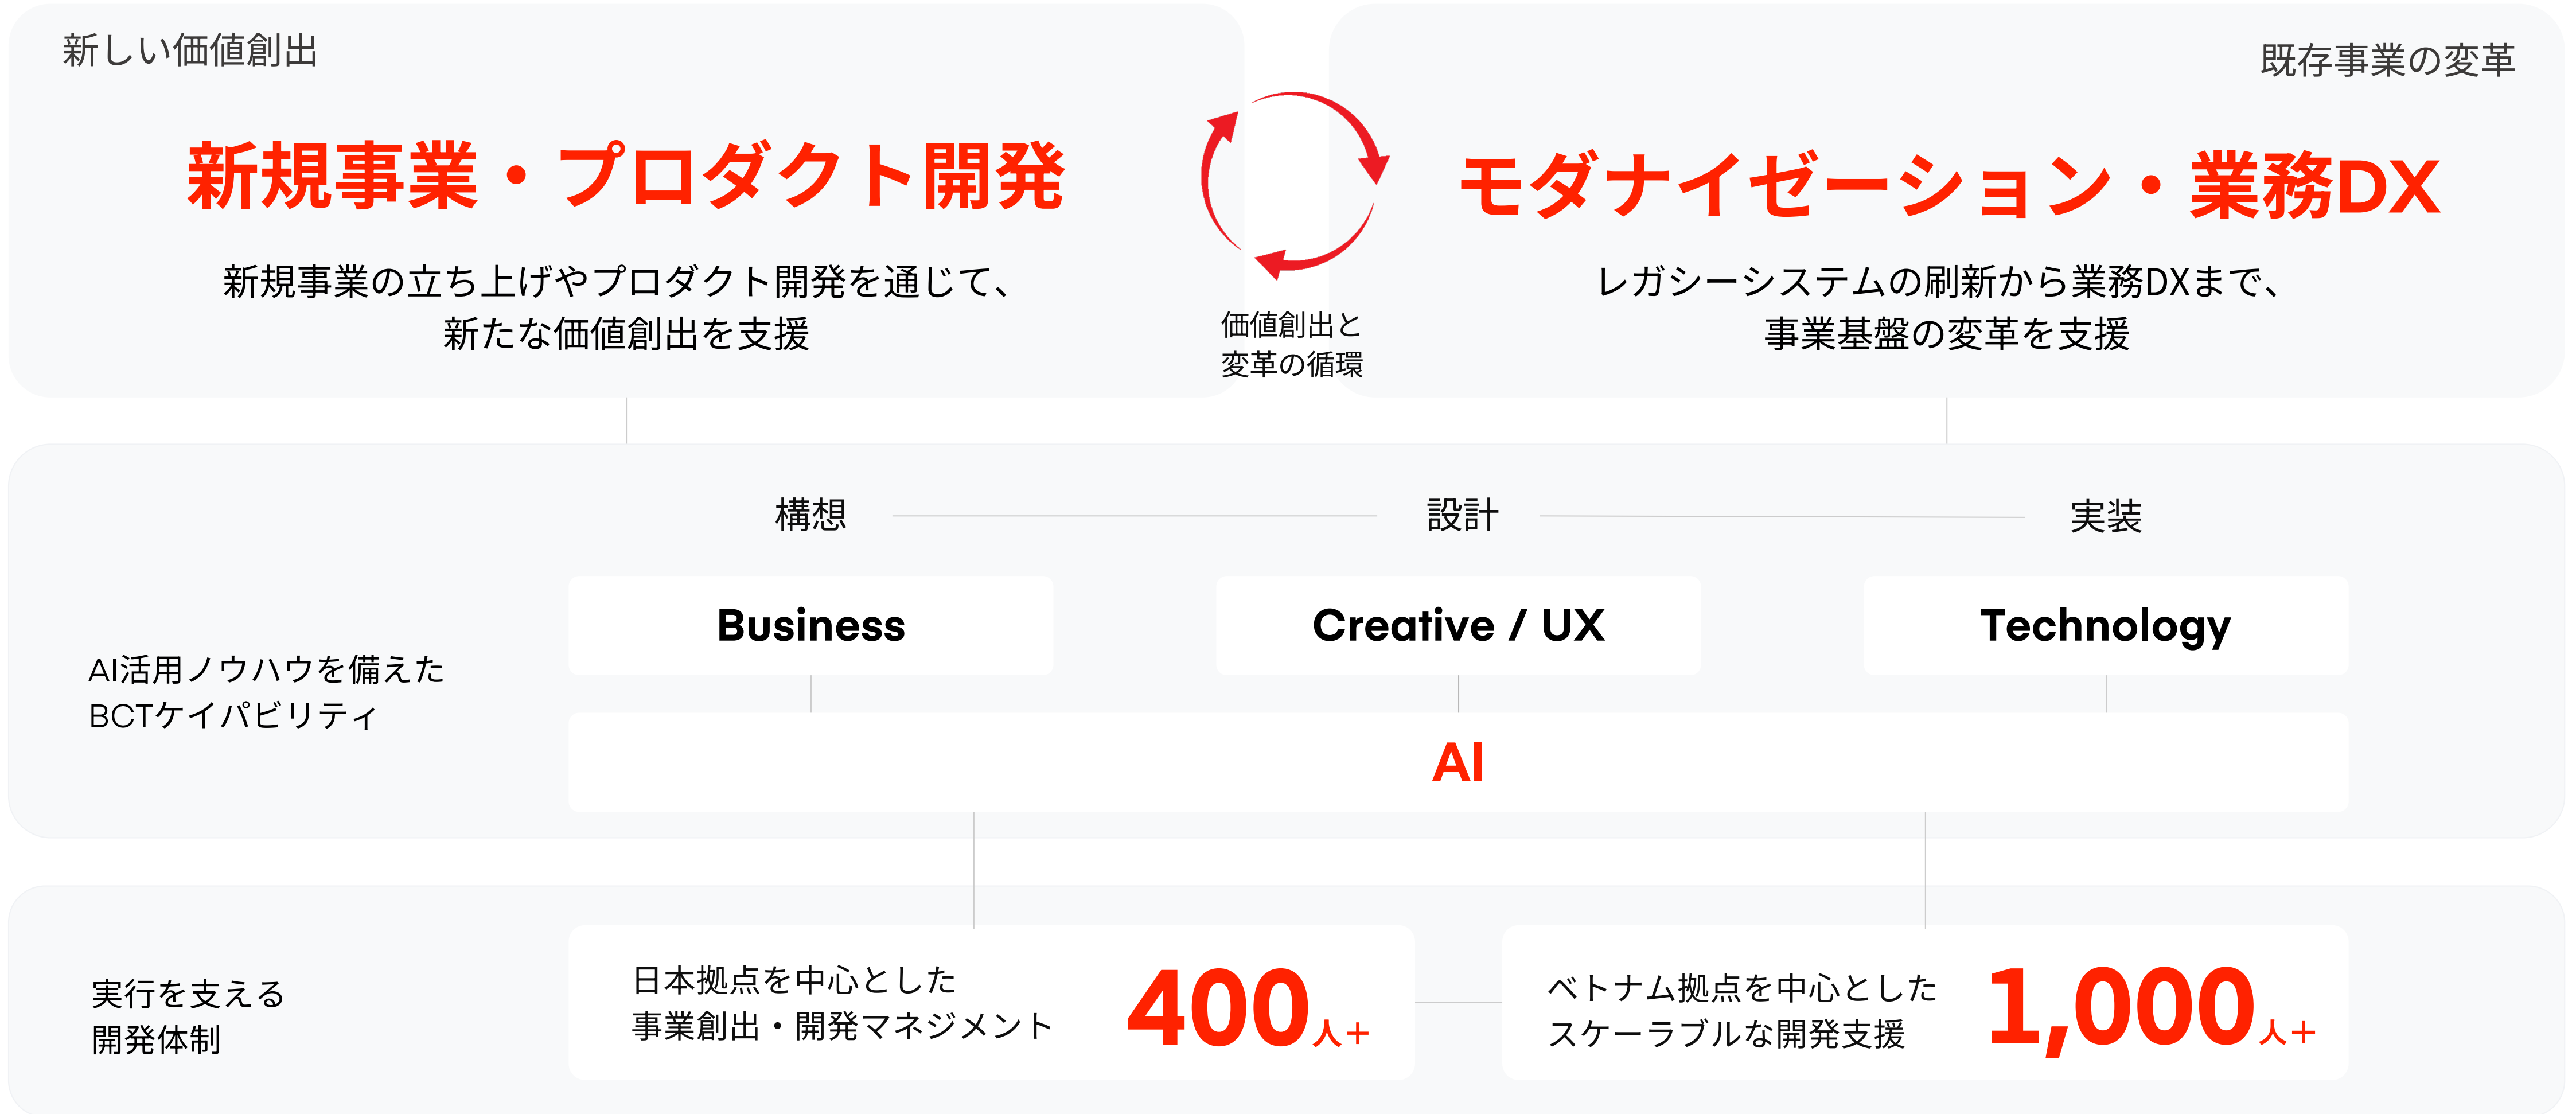 新しい価値創出
新規事業・プロダクト開発
新規事業の立ち上げやプロダクト開発を通じて、
新たな価値創出を支援
価値創出と
変革の循環
既存事業の変革
モダナイゼーション・業務DX
レガシーシステムの刷新から業務DXまで、
事業基盤の変革を支援
構想
設計
実装
AI活用ノウハウを備えた
BCTケイパビリティ
Business
Creative / UX
Technology
AI
実行を支える
開発体制
日本拠点を中心とした
事業創出・開発マネジメント
400人+
ベトナム拠点を中心とした
スケーラブルな開発支援
1,000人+